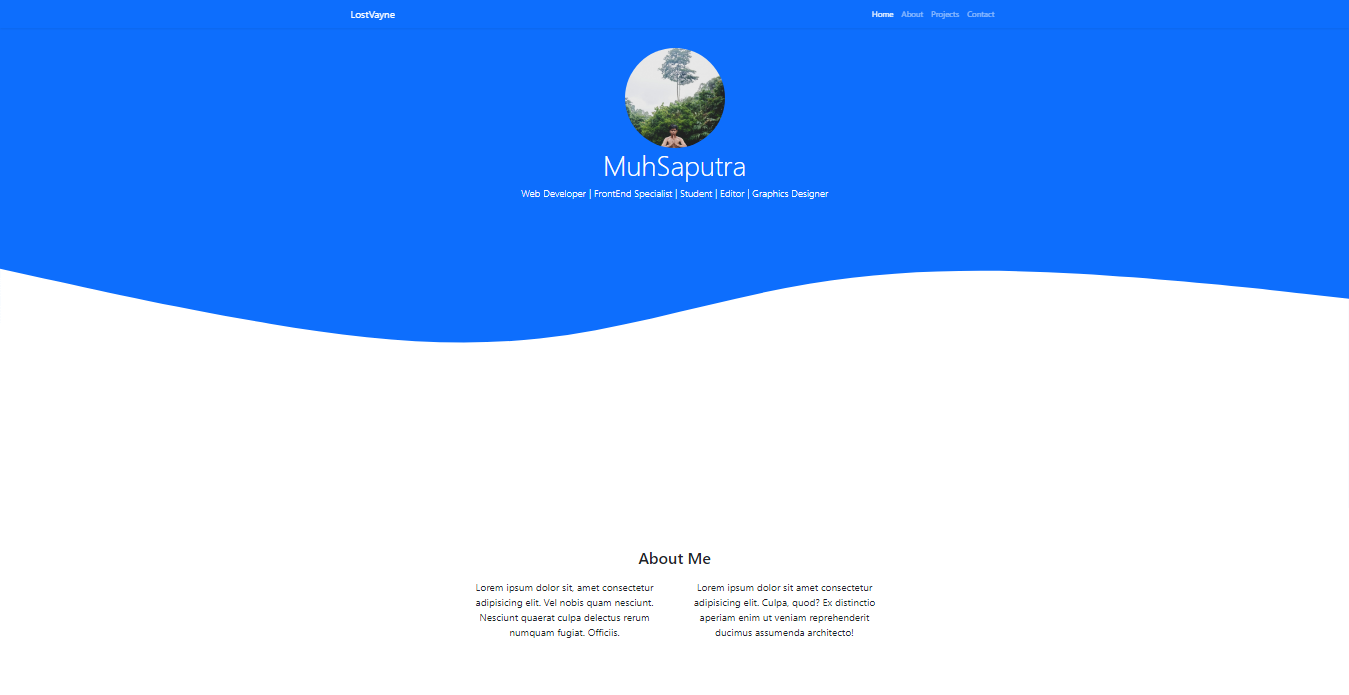 LostVayne
Home About Projects Contact
MuhSaputra
Web Developer | FrontEnd Specialist | Student | Editor | Graphics Designer
About Me
Lorem ipsum dolor sit, amet consectetur
adipisicing elit. Vel nobis quam nesciunt.
Nesciunt quaerat culpa delectus rerum
numquam fugiat. Officiis.
Lorem ipsum dolor sit amet consectetur
adipisicing elit. Culpa, quod? Ex distinctio
aperiam enim ut veniam reprehenderit
ducimus assumenda architecto!